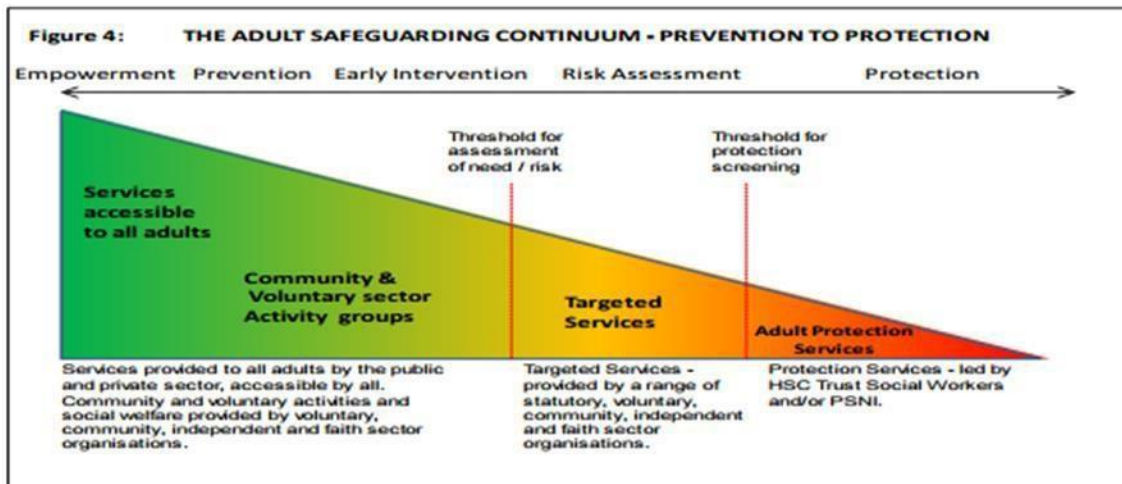 Figure 4: THE ADULT SAFEGUARDING CONTINUUM - PREVENTION TO PROTECTION
Empowerment Prevention Early Intervention Risk Assessment Protection
Threshold for
assessment
of need / risk
Threshold for
protection
screening
Services
accessible
to all adults
Community &
Voluntary sector
Activity groups
Targeted
Services
Adult Protection
Services
Services provided to all adults by the public
and private sector, accessible by all.
Community and voluntary activities and
social welfare provided by voluntary,
community, independent and faith sector
organisations.
Targeted Services -
provided by a range of
statutory, voluntary,
community, independent
and faith sector
organisations.
Protection Services - led by
HSC Trust Social Workers
and/or PSNI.